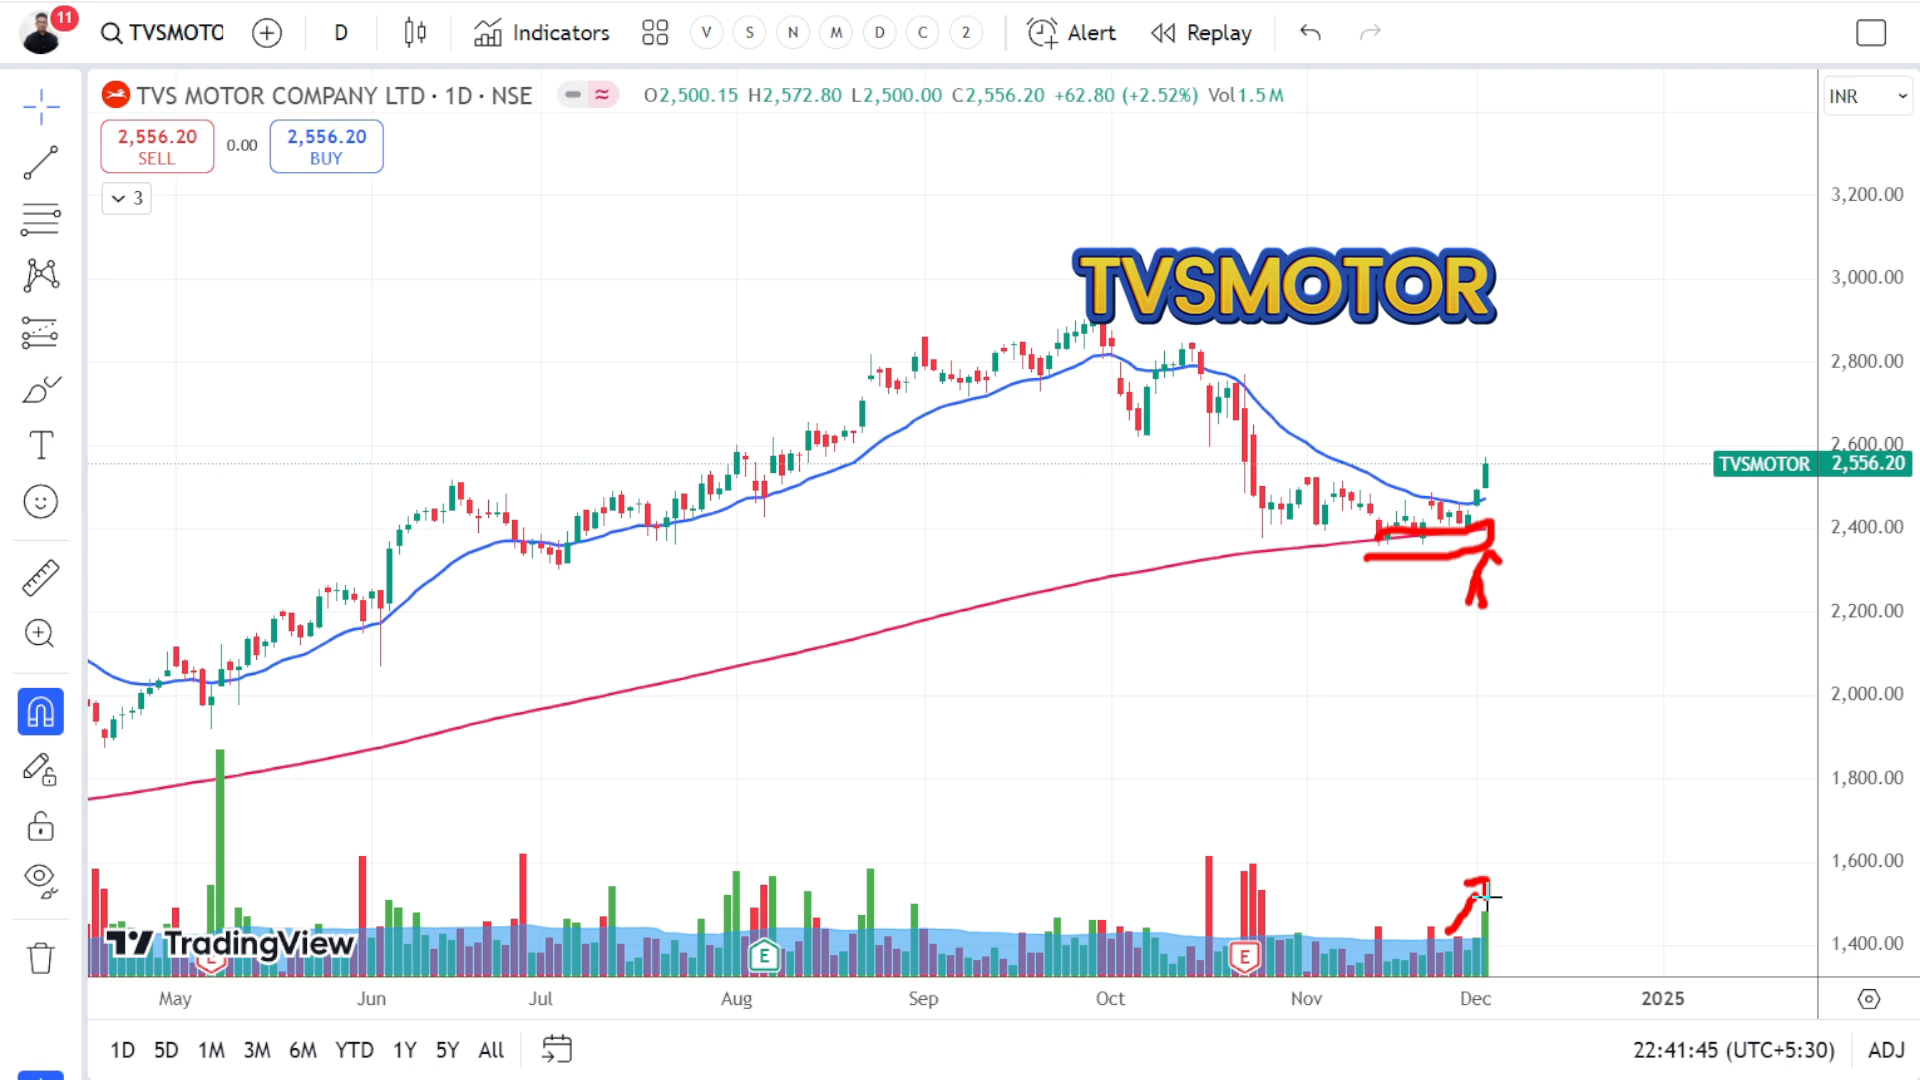 11
TVSMOTO
D
Indicators
V S N M D C 2
Alert
Replay
TVS MOTOR COMPANY LTD · 1D · NSE
O2,500.15 H2,572.80 L2,500.00 C2,556.20 +62.80 (+2.52%) Vol1.5 M
INR
2,556.20
SELL
0.00
2,556.20
BUY
3
3,200.00
TVSMOTOR
3,000.00
2,800.00
2,600.00
TVSMOTOR 2,556.20
2,400.00
2,200.00
2,000.00
1,800.00
1,600.00
1,400.00
TradingView
E
E
E
May Jun Jul Aug Sep Oct Nov Dec 2025
1D 5D 1M 3M 6M YTD 1Y 5Y All
22:41:45 (UTC+5:30)
ADJ